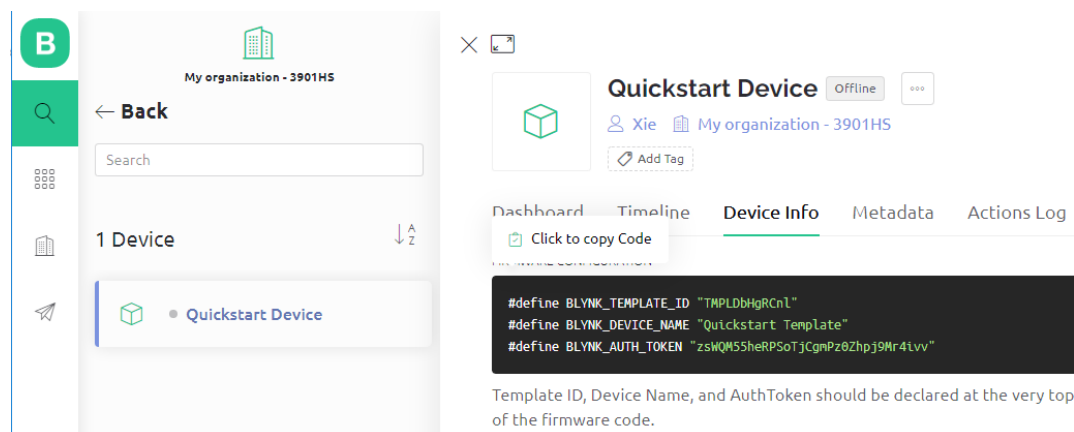 B
My organization - 3901HS
← Back
Search
1 Device
A
Z
Quickstart Device
Quickstart Device Offline
Xie My organization - 3901HS
Add Tag
Dashboard Timeline Device Info Metadata Actions Log
Click to copy Code
#define BLYNK_TEMPLATE_ID "TMPLDbHgRCnl"
#define BLYNK_DEVICE_NAME "Quickstart Template"
#define BLYNK_AUTH_TOKEN "zsWQM55heRPSoTjCgmPz0Zhpj9Mr4ivv"
Template ID, Device Name, and AuthToken should be declared at the very top
of the firmware code.